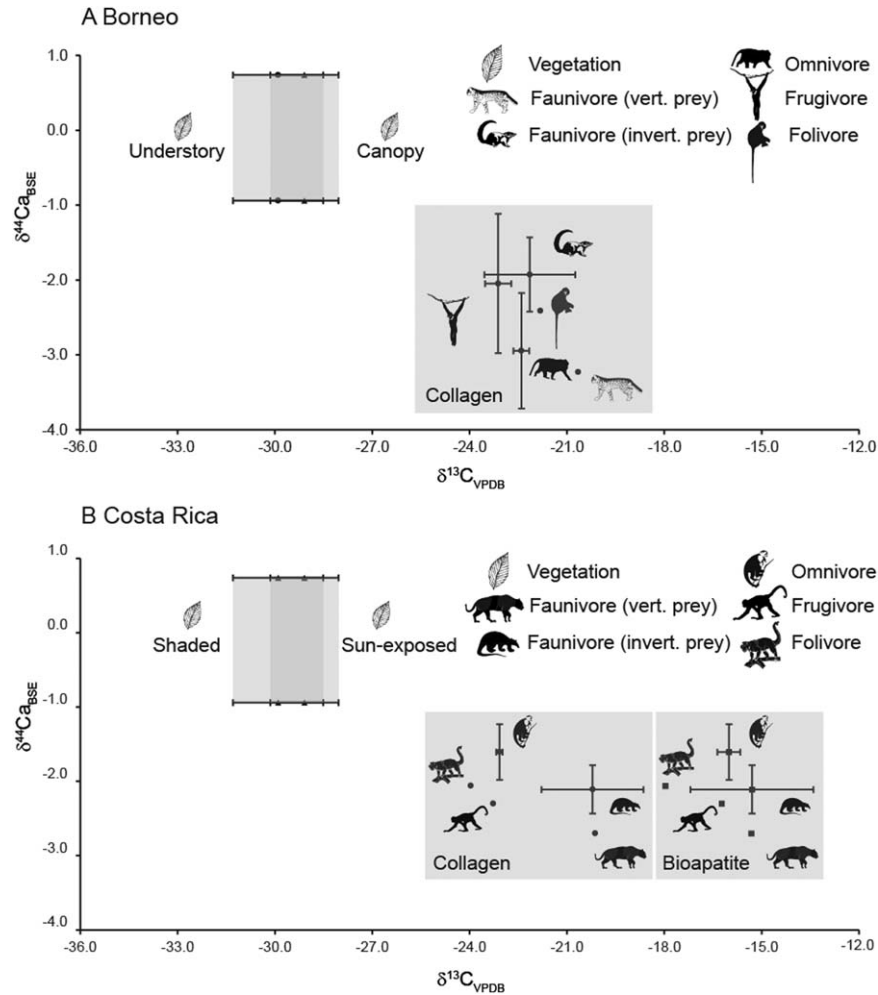 A Borneo
δ44CaBSE
1.0
0.0
-1.0
-2.0
-3.0
-4.0
Understory
Canopy
Vegetation
Faunivore (vert. prey)
Faunivore (invert. prey)
Omnivore
Frugivore
Folivore
Collagen
-36.0 -33.0 -30.0 -27.0 -24.0 -21.0 -18.0 -15.0 -12.0
δ13CVPDB
B Costa Rica
δ44CaBSE
1.0
0.0
-1.0
-2.0
-3.0
-4.0
Shaded
Sun-exposed
Vegetation
Faunivore (vert. prey)
Faunivore (invert. prey)
Omnivore
Frugivore
Folivore
Collagen
Bioapatite
-36.0 -33.0 -30.0 -27.0 -24.0 -21.0 -18.0 -15.0 -12.0
δ13CVPDB